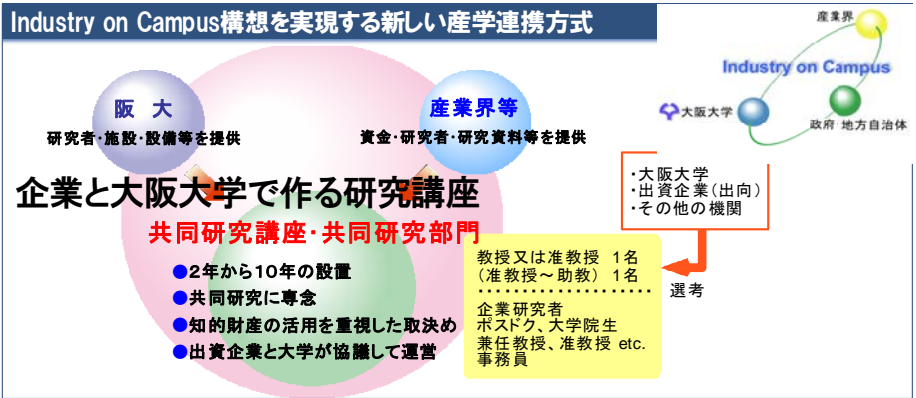 Industry on Campus構想を実現する新しい産学連携方式
産業界
Industry on Campus
大阪大学
政府 地方自治体
阪 大
研究者・施設・設備等を提供
産業界等
資金・研究者・研究資料等を提供
企業と大阪大学で作る研究講座
共同研究講座・共同研究部門
●2年から10年の設置
●共同研究に専念
●知的財産の活用を重視した取決め
●出資企業と大学が協議して運営
・大阪大学
・出資企業(出向)
・その他の機関
選考
教授又は准教授 1名
(准教授～助教) 1名
・・・・・・・・・・・・・・・・・・・・
企業研究者
ポスドク、大学院生
兼任教授、准教授 etc.
事務員